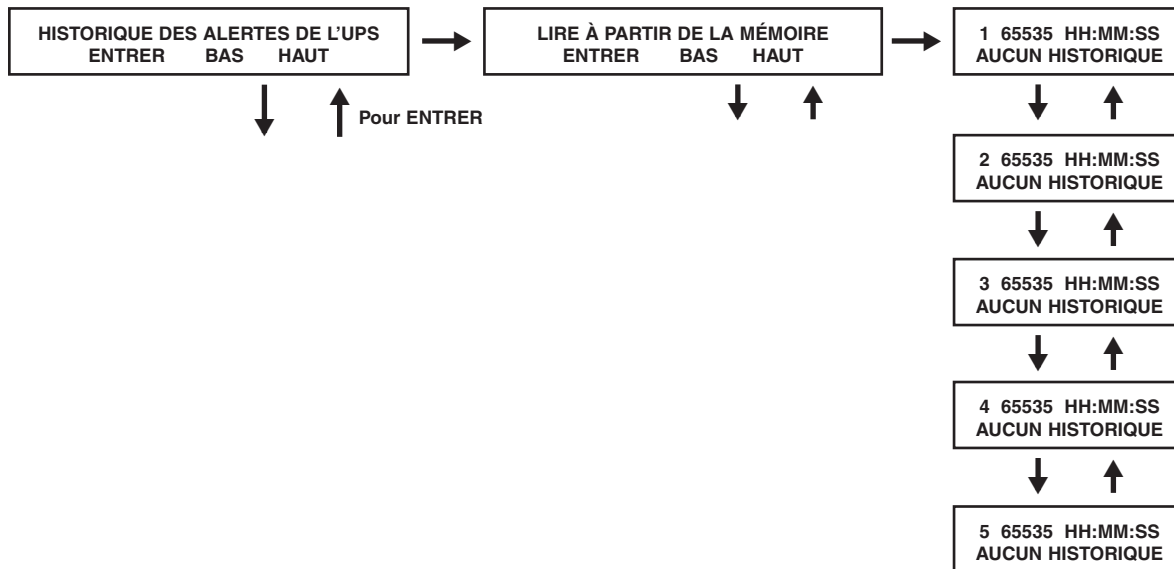 HISTORIQUE DES ALERTES DE L'UPS
ENTRER BAS HAUT
LIRE À PARTIR DE LA MÉMOIRE
ENTRER BAS HAUT
1 65535 HH:MM:SS
AUCUN HISTORIQUE
Pour ENTRER
2 65535 HH:MM:SS
AUCUN HISTORIQUE
3 65535 HH:MM:SS
AUCUN HISTORIQUE
4 65535 HH:MM:SS
AUCUN HISTORIQUE
5 65535 HH:MM:SS
AUCUN HISTORIQUE